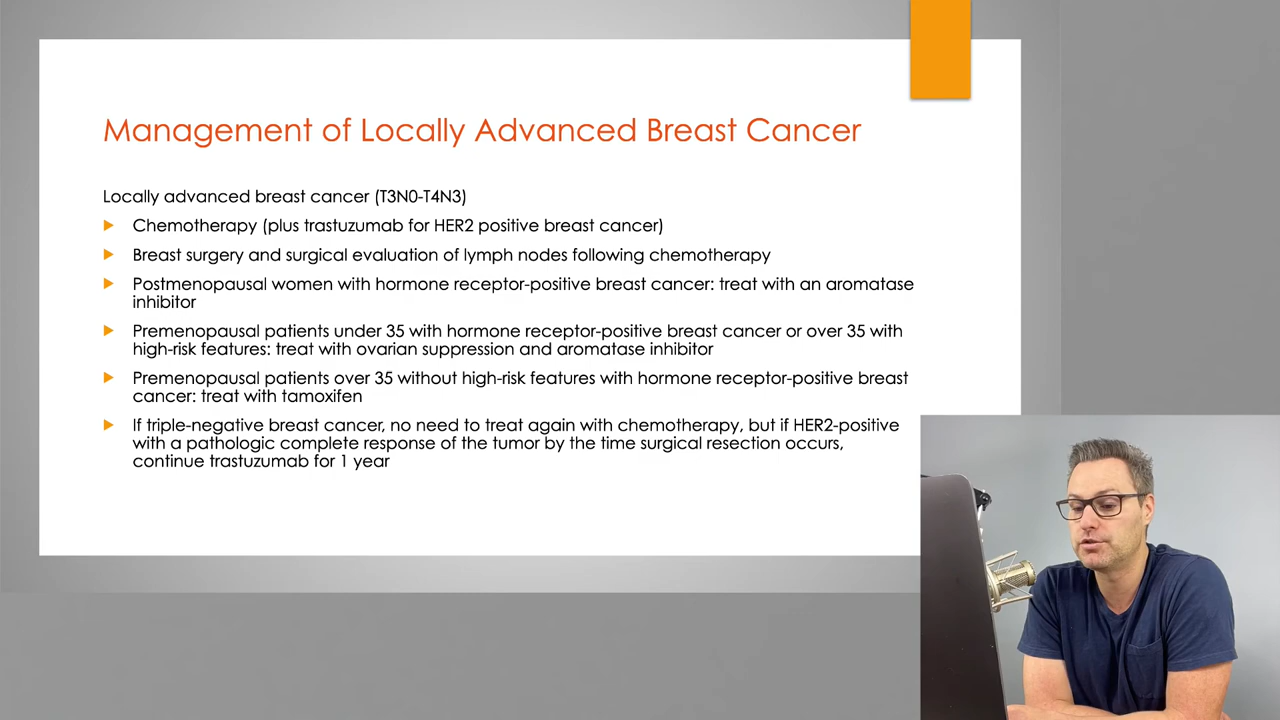 Management of Locally Advanced Breast Cancer
Locally advanced breast cancer (T3N0-T4N3)
Chemotherapy (plus trastuzumab for HER2 positive breast cancer)
Breast surgery and surgical evaluation of lymph nodes following chemotherapy
Postmenopausal women with hormone receptor-positive breast cancer: treat with an aromatase
inhibitor
Premenopausal patients under 35 with hormone receptor-positive breast cancer or over 35 with
high-risk features: treat with ovarian suppression and aromatase inhibitor
Premenopausal patients over 35 without high-risk features with hormone receptor-positive breast
cancer: treat with tamoxifen
If triple-negative breast cancer, no need to treat again with chemotherapy, but if HER2-positive
with a pathologic complete response of the tumor by the time surgical resection occurs,
continue trastuzumab for 1 year